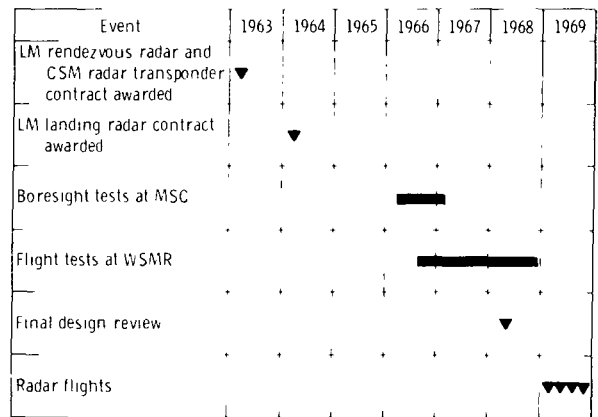 Event 1963 1964 1965 1966 1967 1968 1969
LM rendezvous radar and
CSM radar transponder
contract awarded
LM landing radar contract
awarded
Boresight tests at MSC
Flight tests at WSMR
Final design review
Radar flights